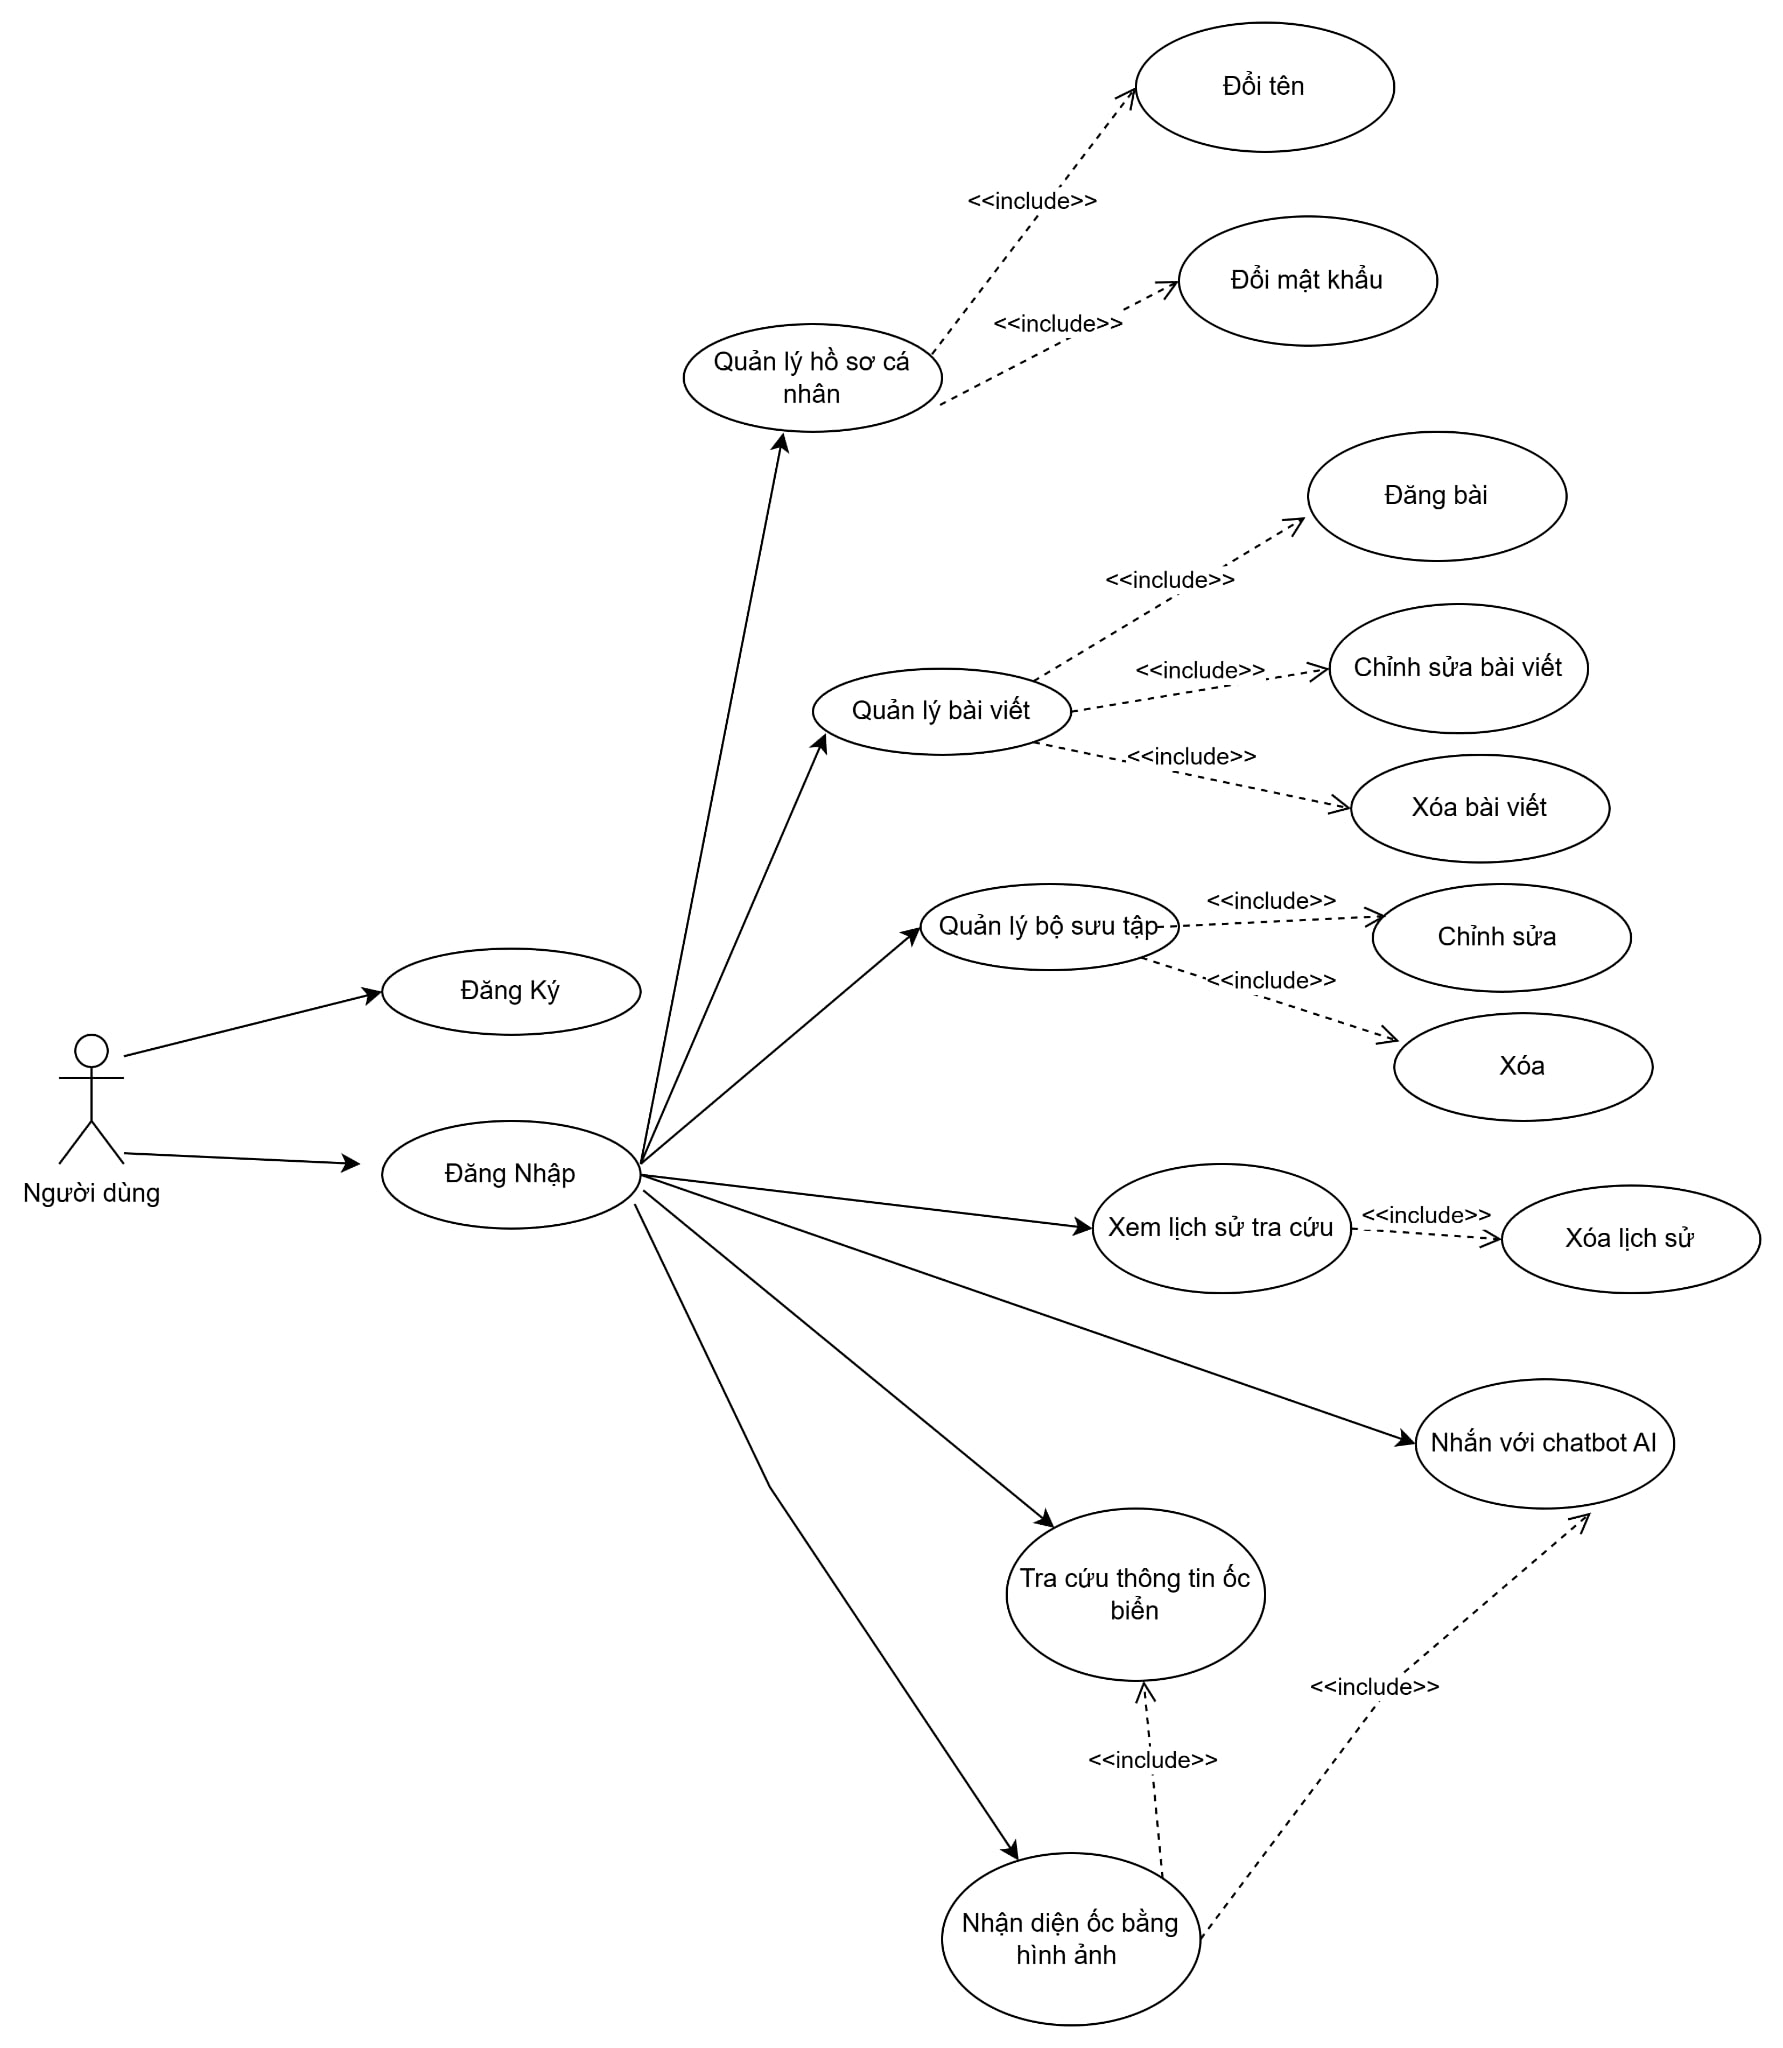 Đổi tên
<<include>>
Đổi mật khẩu
<<include>>
Quản lý hồ sơ cá
nhân
Đăng bài
<<include>>
Chỉnh sửa bài viết
<<include>>
Quản lý bài viết
<<include>>
Xóa bài viết
<<include>>
Quản lý bộ sưu tập
Chỉnh sửa
<<include>>
Đăng Ký
Xóa
Đăng Nhập
Người dùng
<<include>>
Xem lịch sử tra cứu
Xóa lịch sử
Nhắn với chatbot AI
Tra cứu thông tin ốc
biển
<<include>>
<<include>>
Nhận diện ốc bằng
hình ảnh